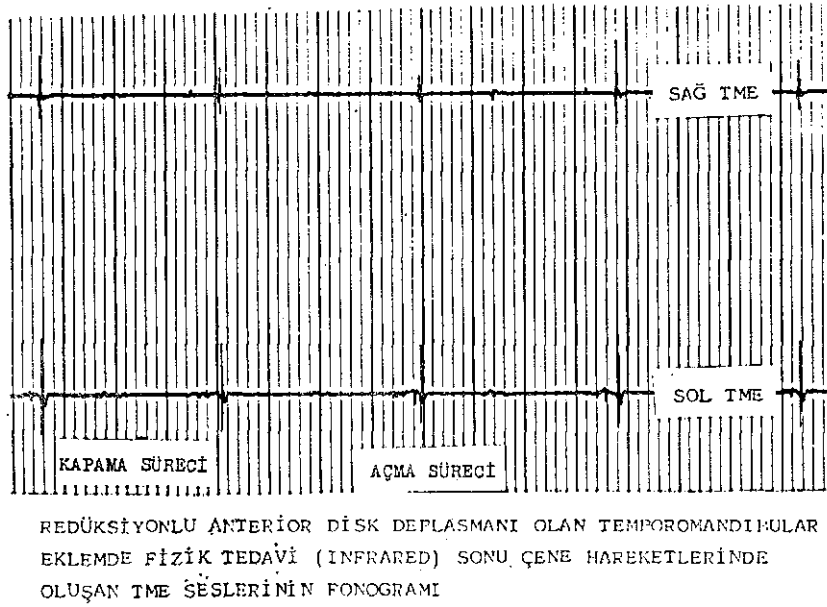 SAĞ TME
SOL TME
KAPAMA SÜRECİ
AÇMA SÜRECİ
REDÜKSİYONLU ANTERİOR DİSK DEPLASMANI OLAN TEMPOROMANDIBULAR
EKLEMDE FİZİK TEDAVİ (INFRARED) SONU ÇENE HAREKETLERİNDE
OLUŞAN TME SESLERİNİN FONOGRAMI